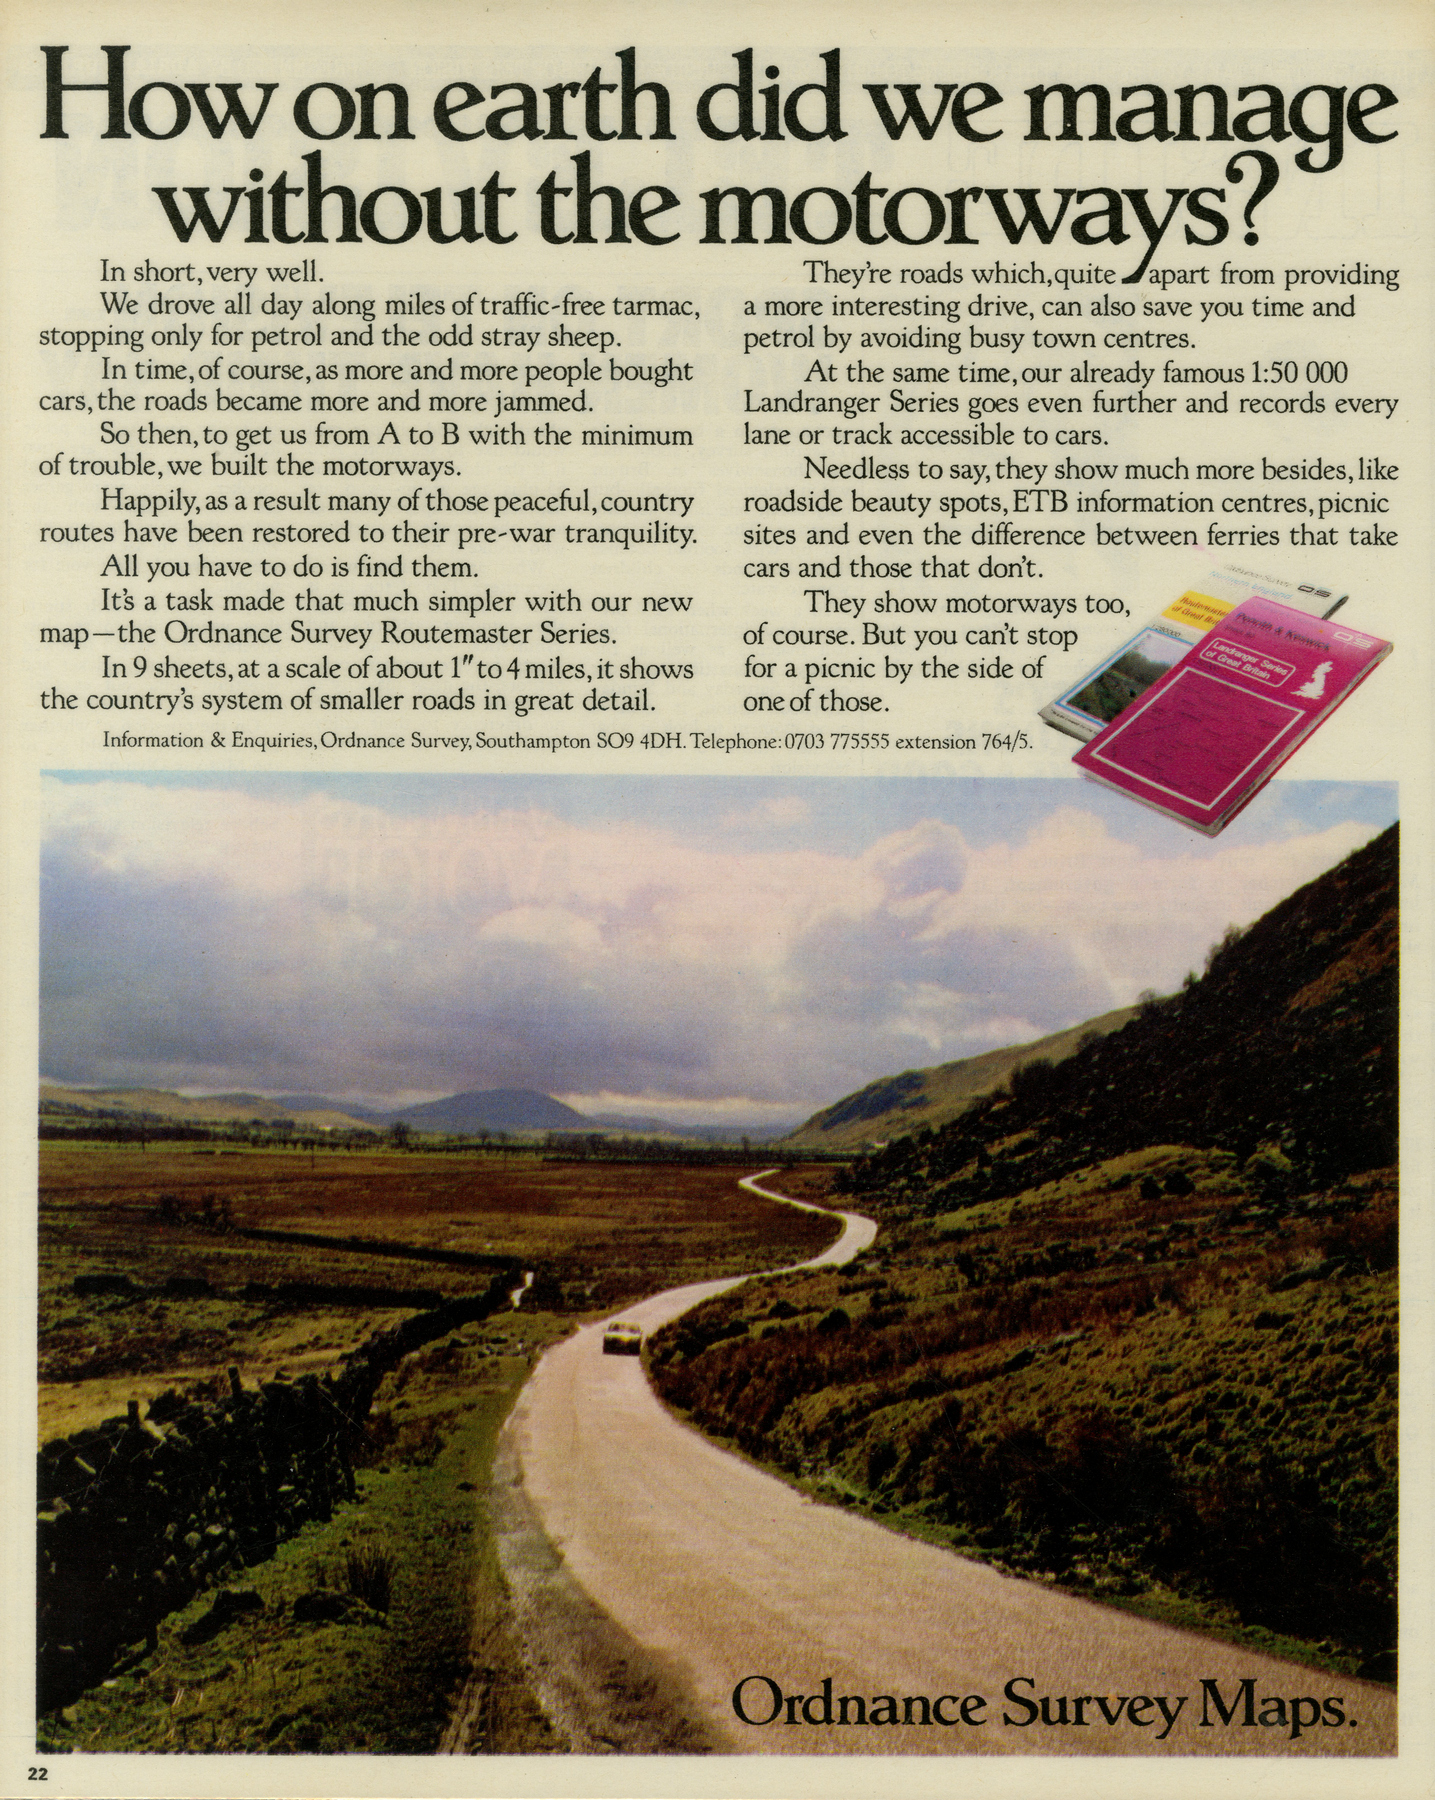 How on earth did we manage
without the motorways?
In short, very well.
We drove all day along miles of traffic-free tarmac,
stopping only for petrol and the odd stray sheep.
In time, of course, as more and more people bought
cars, the roads became more and more jammed.
So then, to get us from A to B with the minimum
of trouble, we built the motorways.
Happily, as a result many of those peaceful, country
routes have been restored to their pre-war tranquility.
All you have to do is find them.
It's a task made that much simpler with our new
map—the Ordnance Survey Routemaster Series.
In 9 sheets, at a scale of about 1" to 4 miles, it shows
the country's system of smaller roads in great detail.
They're roads which, quite apart from providing
a more interesting drive, can also save you time and
petrol by avoiding busy town centres.
At the same time, our already famous 1:50 000
Landranger Series goes even further and records every
lane or track accessible to cars.
Needless to say, they show much more besides, like
roadside beauty spots, ETB information centres, picnic
sites and even the difference between ferries that take
cars and those that don't.
They show motorways too,
of course. But you can't stop
for a picnic by the side of
one of those.
Information & Enquiries, Ordnance Survey, Southampton SO9 4DH. Telephone: 0703 775555 extension 764/5.
OS
Routemaster
of Great
Penrith & Keswick
OS
Landranger Series
of Great Britain
Ordnance Survey Maps.
22